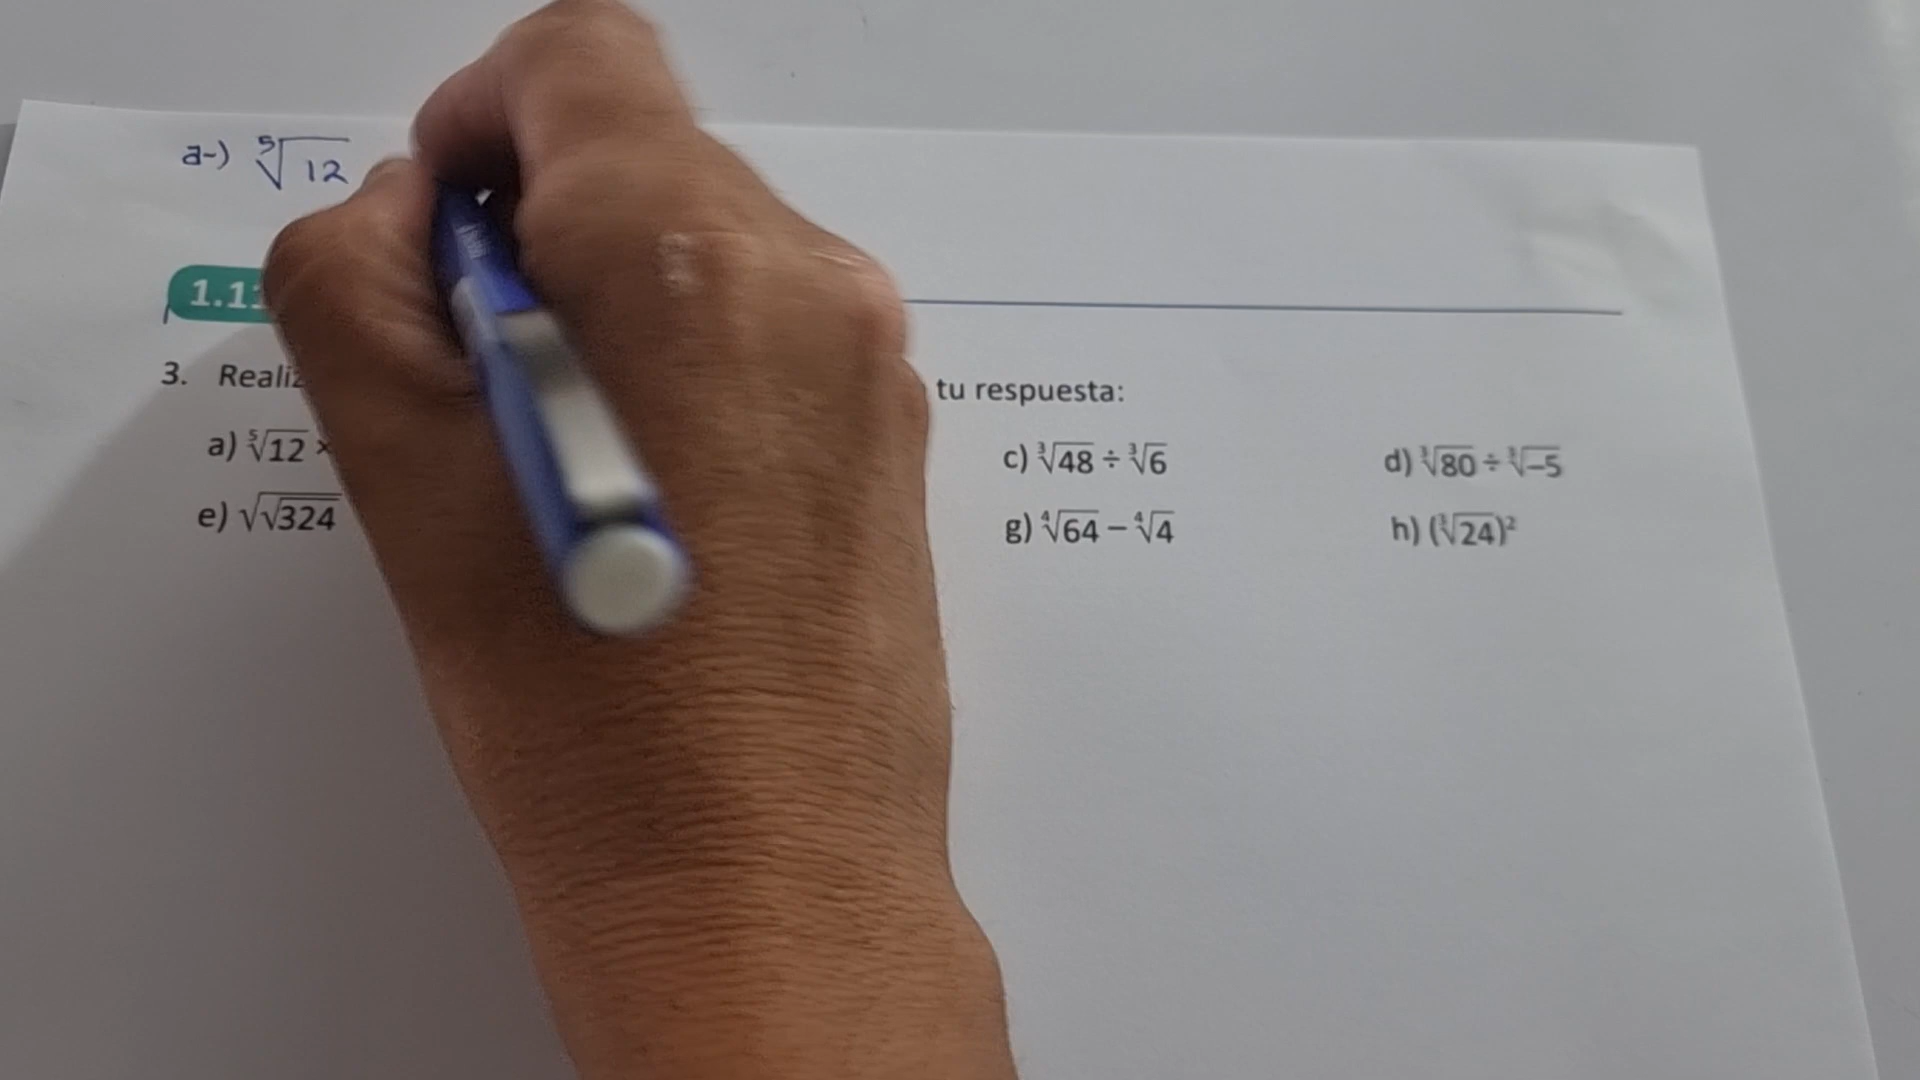 a-) ⁵√12
1.1
3. Realiz tu respuesta:
a) ⁵√12 × c) ³√48 ÷ ³√6 d) ³√80 ÷ ³√−5
e) √√324 g) ⁴√64 − ⁴√4 h) (³√24)²